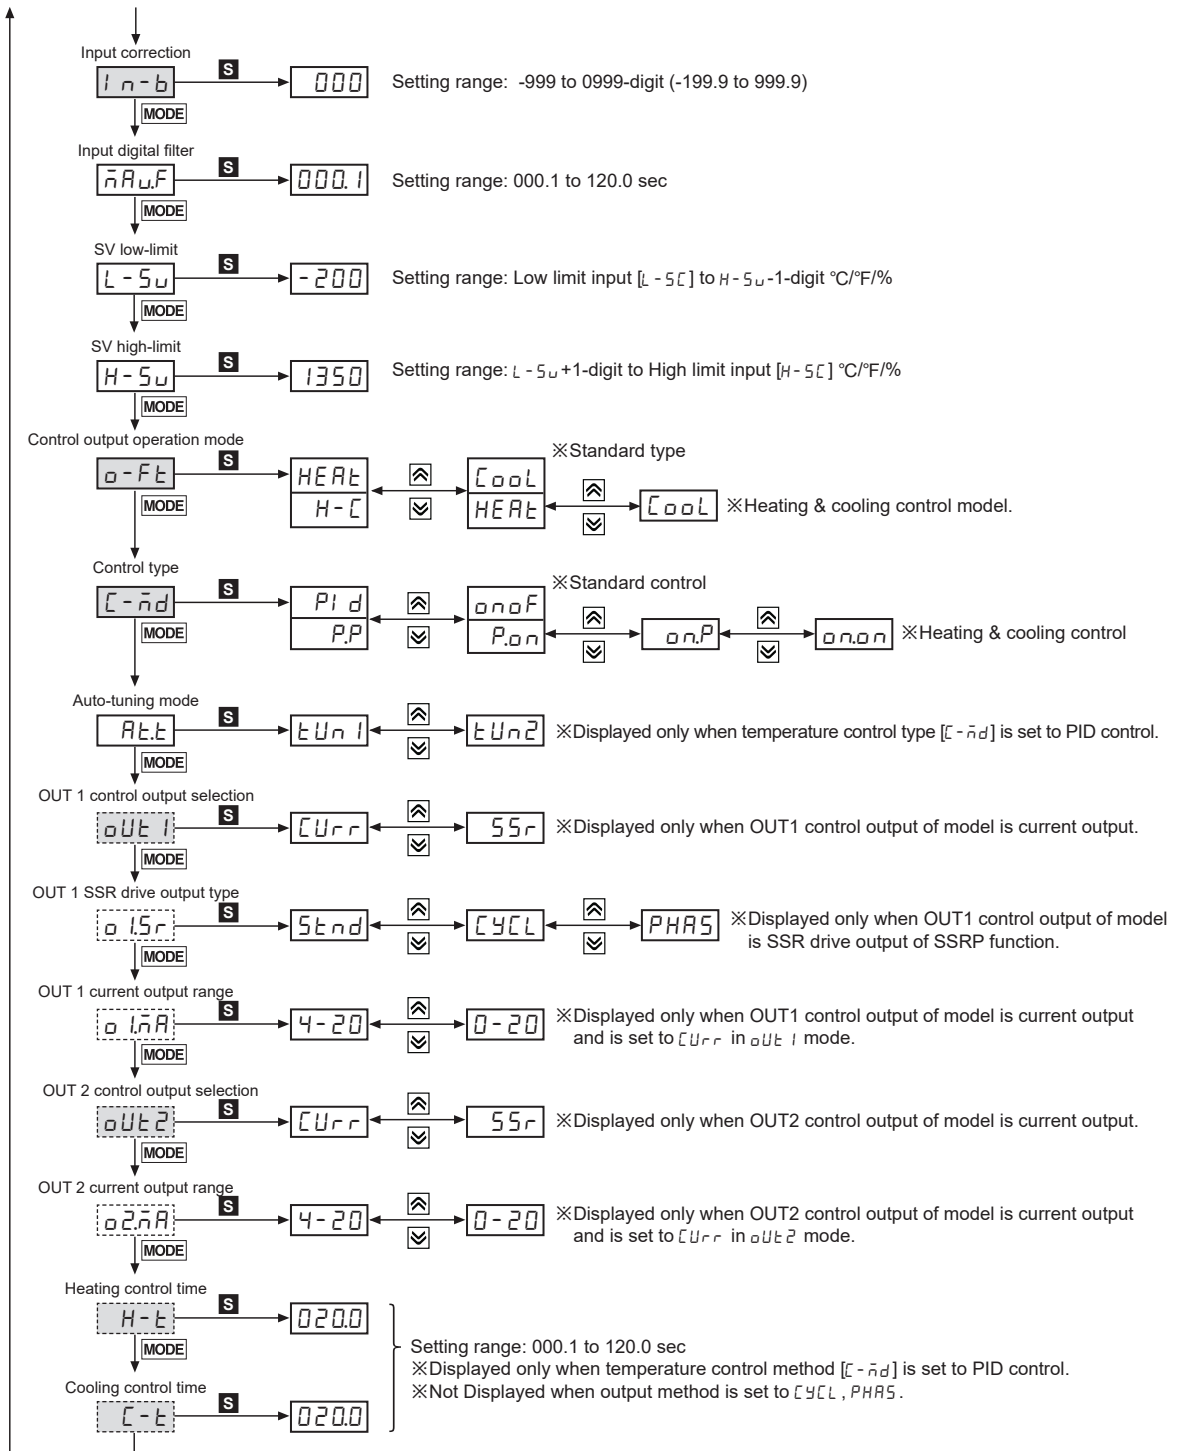 Input correction
In-b S 000 Setting range: -999 to 0999-digit (-199.9 to 999.9)
MODE
Input digital filter
mAv.F S 000.1 Setting range: 000.1 to 120.0 sec
MODE
SV low-limit
L-Sv S -200 Setting range: Low limit input [L-SC] to H-Sv-1-digit ℃/℉/%
MODE
SV high-limit
H-Sv S 1350 Setting range: L-Sv+1-digit to High limit input [H-SC] ℃/℉/%
MODE
Control output operation mode
※Standard type
o-Ft S HEAt CooL
H-C HEAt CooL ※Heating & cooling control model.
MODE
Control type
※Standard control
C-md S PId onoF
P.P P.on on.P on.on ※Heating & cooling control
MODE
Auto-tuning mode
At.t S tUn1 tUn2 ※Displayed only when temperature control type [C-md] is set to PID control.
MODE
OUT 1 control output selection
oUt1 S CUrr SSr ※Displayed only when OUT1 control output of model is current output.
MODE
OUT 1 SSR drive output type
o1.Sr S Stnd CYCL PHAS ※Displayed only when OUT1 control output of model
is SSR drive output of SSRP function.
MODE
OUT 1 current output range
o1.mA S 4-20 0-20 ※Displayed only when OUT1 control output of model is current output
and is set to CUrr in oUt1 mode.
MODE
OUT 2 control output selection
oUt2 S CUrr SSr ※Displayed only when OUT2 control output of model is current output.
MODE
OUT 2 current output range
o2.mA S 4-20 0-20 ※Displayed only when OUT2 control output of model is current output
and is set to CUrr in oUt2 mode.
MODE
Heating control time
H-t S 020.0
MODE
Setting range: 000.1 to 120.0 sec
※Displayed only when temperature control method [C-md] is set to PID control.
※Not Displayed when output method is set to CYCL, PHAS.
Cooling control time
C-t S 020.0